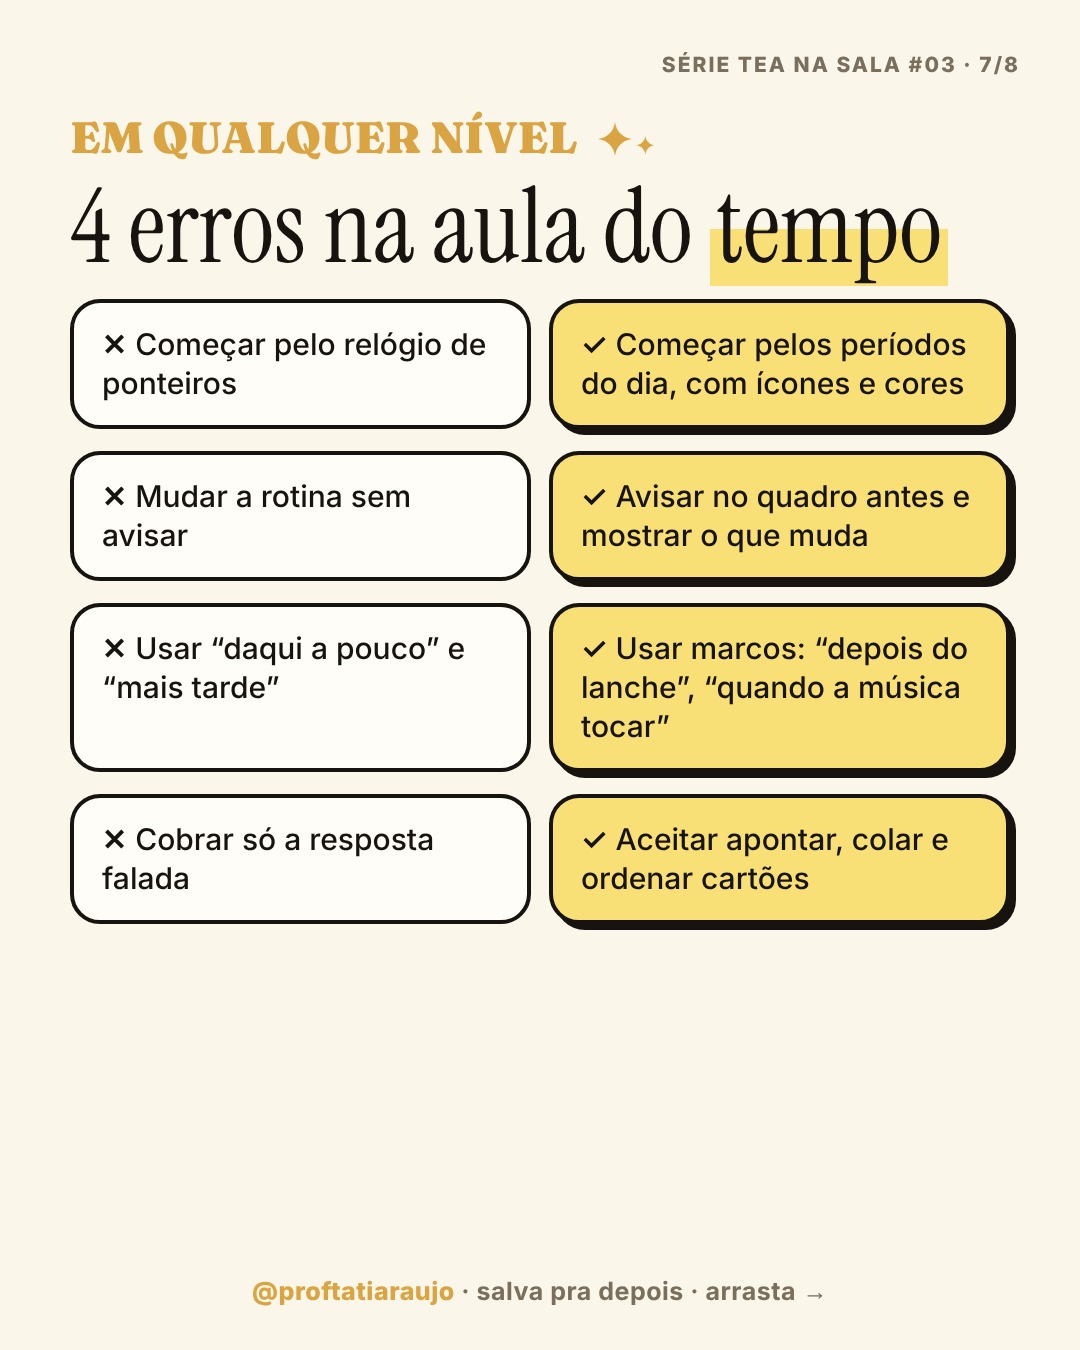 SÉRIE TEA NA SALA #03 · 7/8
EM QUALQUER NÍVEL
4 erros na aula do tempo
✕ Começar pelo relógio de
ponteiros
✓ Começar pelos períodos
do dia, com ícones e cores
✕ Mudar a rotina sem
avisar
✓ Avisar no quadro antes e
mostrar o que muda
✕ Usar “daqui a pouco” e
“mais tarde”
✓ Usar marcos: “depois do
lanche”, “quando a música
tocar”
✕ Cobrar só a resposta
falada
✓ Aceitar apontar, colar e
ordenar cartões
@proftatiaraujo · salva pra depois · arrasta →